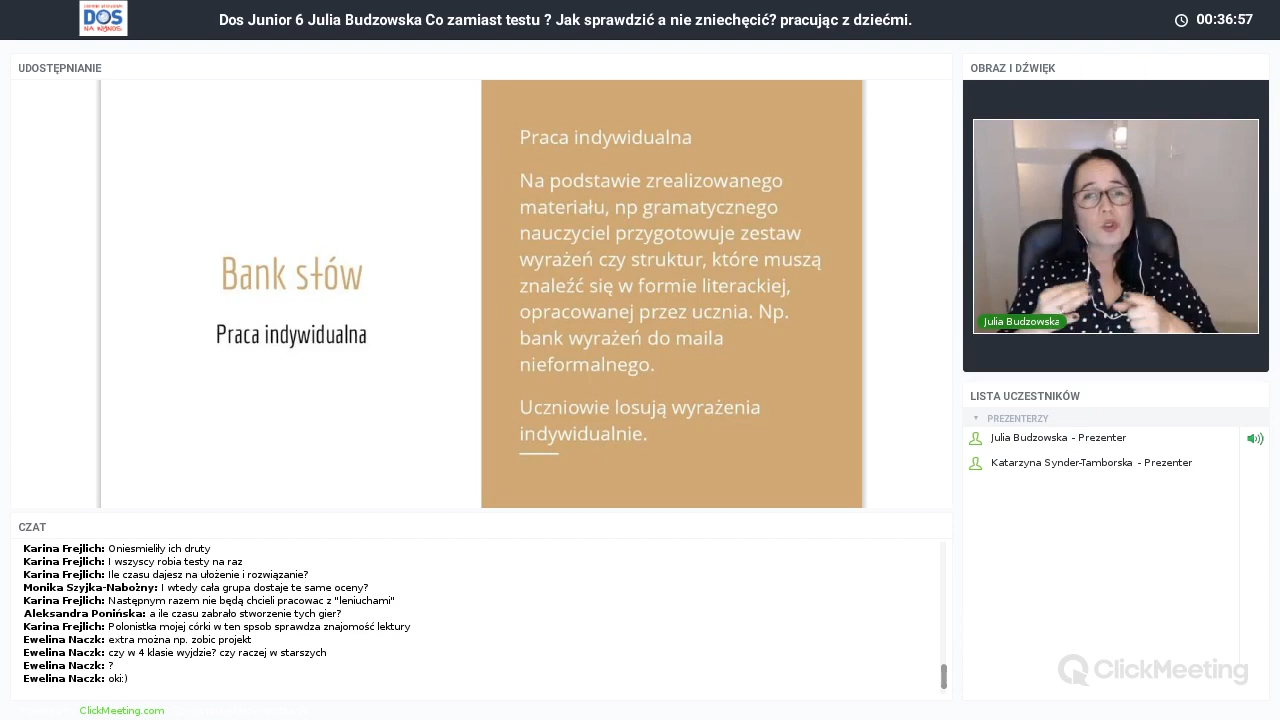 DOS
NA WYNOS
Dos Junior 6 Julia Budzowska Co zamiast testu ? Jak sprawdzić a nie zniechęcić? pracując z dziećmi.
00:36:57
UDOSTĘPNIANIE
Bank słów
Praca indywidualna
Praca indywidualna
Na podstawie zrealizowanego
materiału, np gramatycznego
nauczyciel przygotowuje zestaw
wyrażeń czy struktur, które muszą
znaleźć się w formie literackiej,
opracowanej przez ucznia. Np.
bank wyrażeń do maila
nieformalnego.
Uczniowie losują wyrażenia
indywidualnie.
OBRAZ I DŹWIĘK
Julia Budzowska
LISTA UCZESTNIKÓW
PREZENTERZY
Julia Budzowska - Prezenter
Katarzyna Synder-Tamborska - Prezenter
ClickMeeting
CZAT
Karina Frejlich: Oniesmieliły ich druty
Karina Frejlich: I wszyscy robia testy na raz
Karina Frejlich: Ile czasu dajesz na ułożenie i rozwiązanie?
Monika Szyjka-Nabożny: I wtedy cała grupa dostaje te same oceny?
Karina Frejlich: Następnym razem nie będą chcieli pracowac z "leniuchami"
Aleksandra Ponińska: a ile czasu zabrało stworzenie tych gier?
Karina Frejlich: Polonistka mojej córki w ten spsob sprawdza znajomość lektury
Ewelina Naczk: extra można np. zobic projekt
Ewelina Naczk: czy w 4 klasie wyjdzie? czy raczej w starszych
Ewelina Naczk: ?
Ewelina Naczk: oki:)
ClickMeeting.com